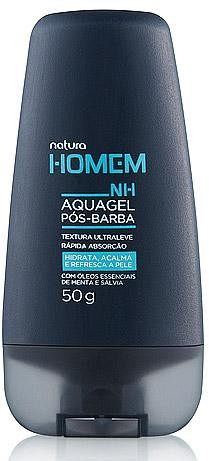 natura
HOMEM
NH
AQUAGEL
PÓS-BARBA
TEXTURA ULTRALEVE
RÁPIDA ABSORÇÃO
HIDRATA, ACALMA
E REFRESCA A PELE
COM ÓLEOS ESSENCIAIS
DE MENTA E SÁLVIA
50 g